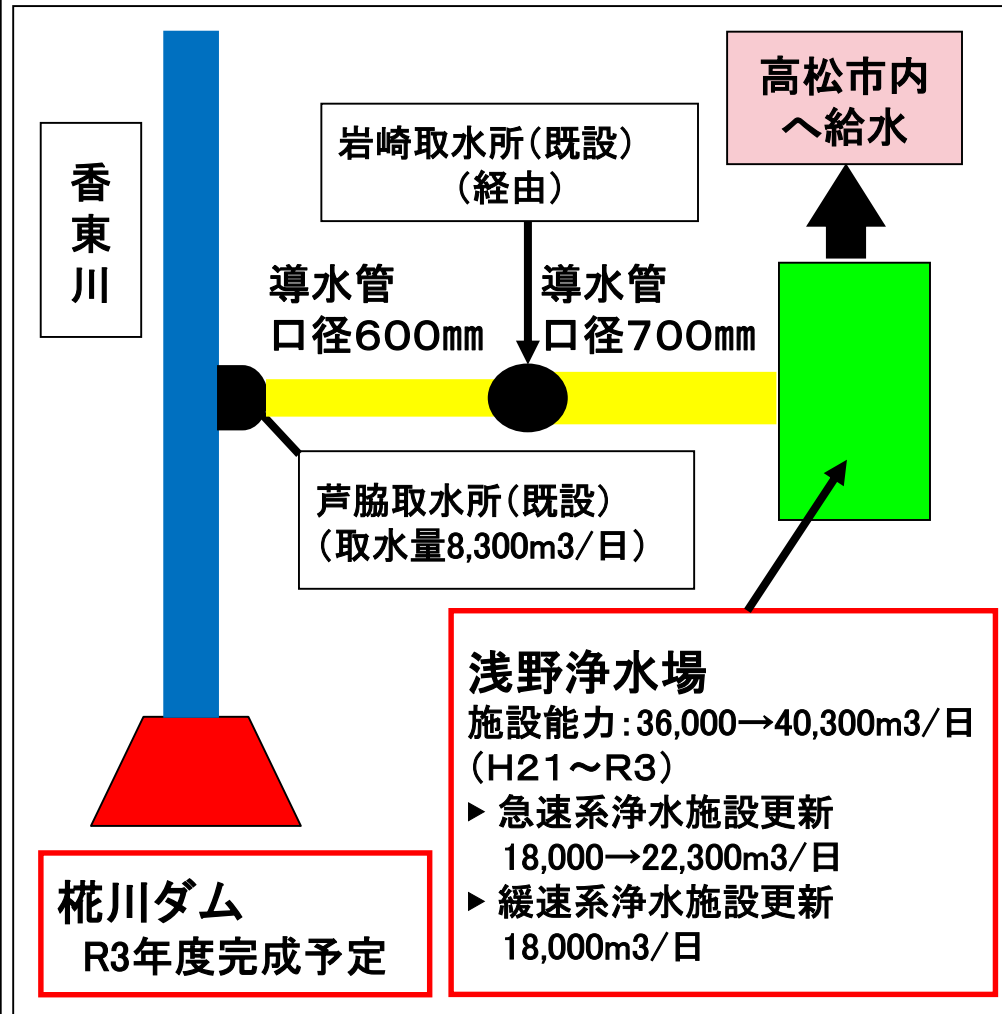 香東川
岩崎取水所(既設)
(経由)
高松市内
へ給水
導水管
口径600㎜
導水管
口径700㎜
芦脇取水所(既設)
(取水量8,300m3/日)
浅野浄水場
施設能力:36,000→40,300m3/日
(H21~R3)
▶ 急速系浄水施設更新
18,000→22,300m3/日
▶ 緩速系浄水施設更新
18,000m3/日
椛川ダム
R3年度完成予定